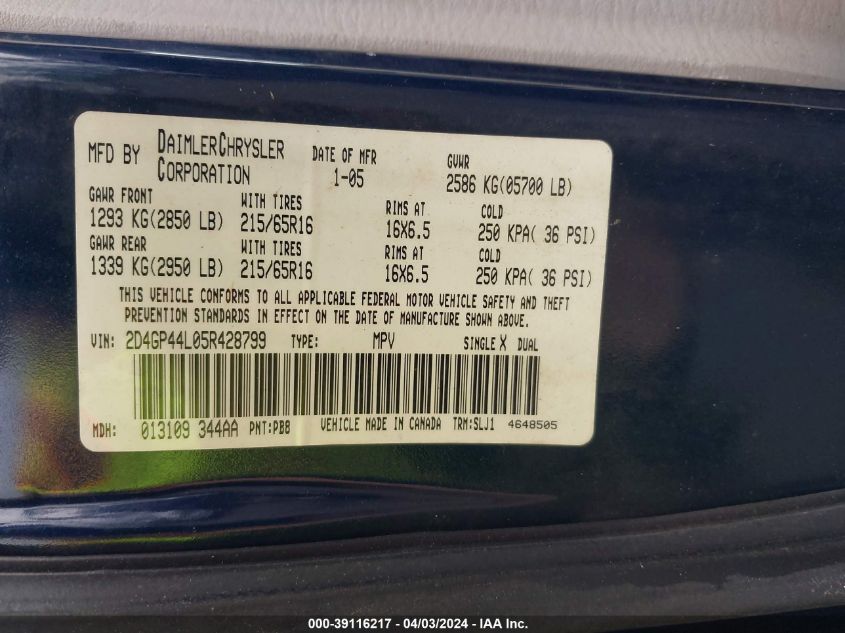 MFD BY DAIMLERCHRYSLER CORPORATION DATE OF MFR 1-05 GVWR 2586 KG(05700 LB)
GAWR FRONT WITH TIRES RIMS AT COLD
1293 KG(2850 LB) 215/65R16 16X6.5 250 KPA( 36 PSI)
GAWR REAR WITH TIRES RIMS AT COLD
1339 KG(2950 LB) 215/65R16 16X6.5 250 KPA( 36 PSI)
THIS VEHICLE CONFORMS TO ALL APPLICABLE FEDERAL MOTOR VEHICLE SAFETY AND THEFT
PREVENTION STANDARDS IN EFFECT ON THE DATE OF MANUFACTURE SHOWN ABOVE.
VIN: 2D4GP44L05R428799 TYPE: MPV SINGLE X DUAL
MDH: 013109 344AA PNT:PB8 VEHICLE MADE IN CANADA TRM:SLJ1 4648505
000-39116217 - 04/03/2024 - IAA, Inc.